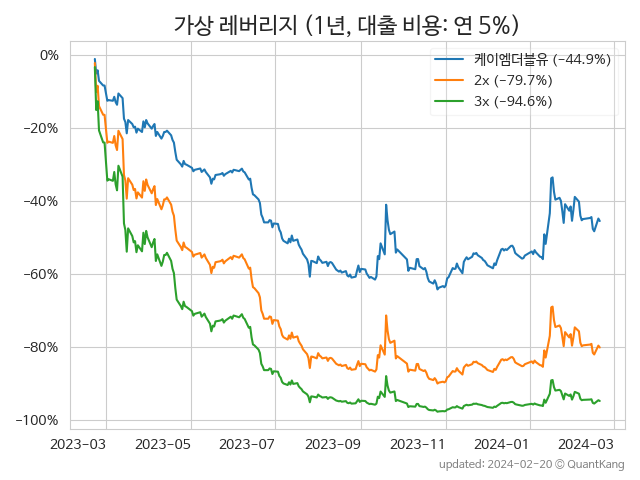 가상 레버리지 (1년, 대출 비용: 연 5%)
케이엠더블유 (−44.9%)
2x (−79.7%)
3x (−94.6%)
0%
−20%
−40%
−60%
−80%
−100%
2023-03 2023-05 2023-07 2023-09 2023-11 2024-01 2024-03
updated: 2024-02-20 © QuantKang